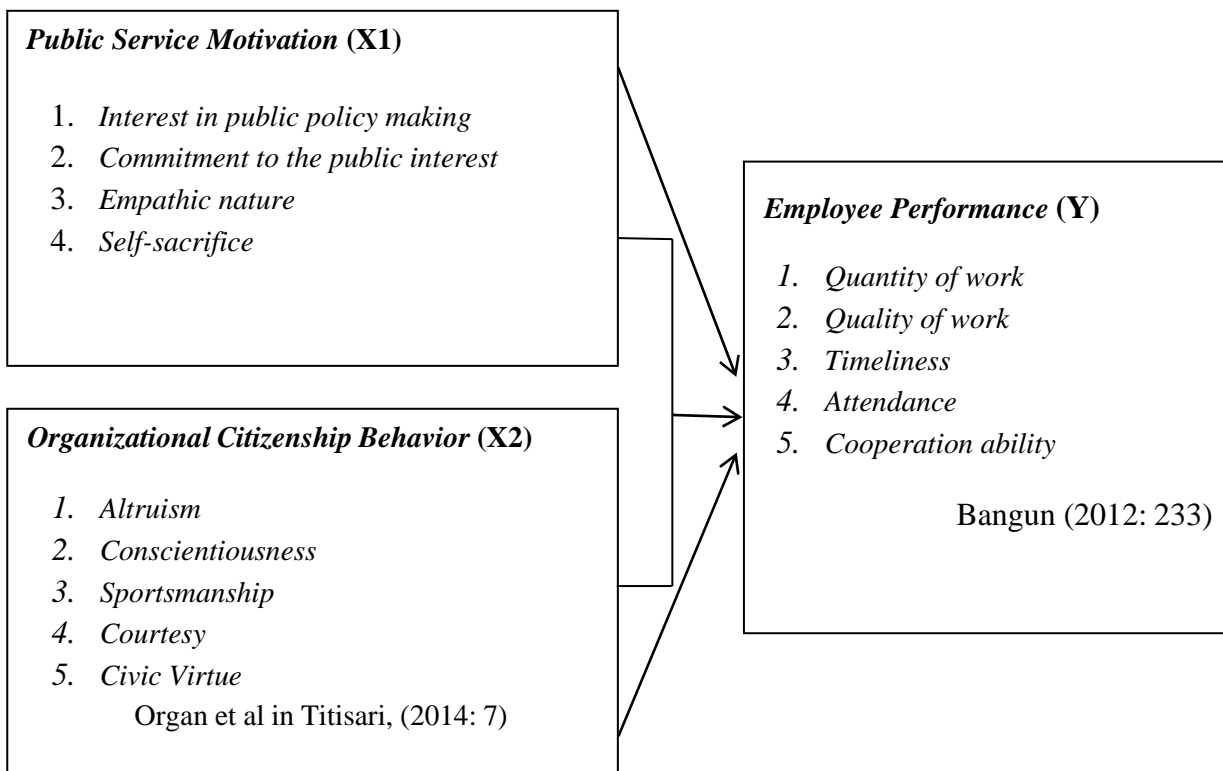 Public Service Motivation (X1)
1. Interest in public policy making
2. Commitment to the public interest
3. Empathic nature
4. Self-sacrifice
Organizational Citizenship Behavior (X2)
1. Altruism
2. Conscientiousness
3. Sportsmanship
4. Courtesy
5. Civic Virtue
Organ et al in Titisari, (2014: 7)
Employee Performance (Y)
1. Quantity of work
2. Quality of work
3. Timeliness
4. Attendance
5. Cooperation ability
Bangun (2012: 233)